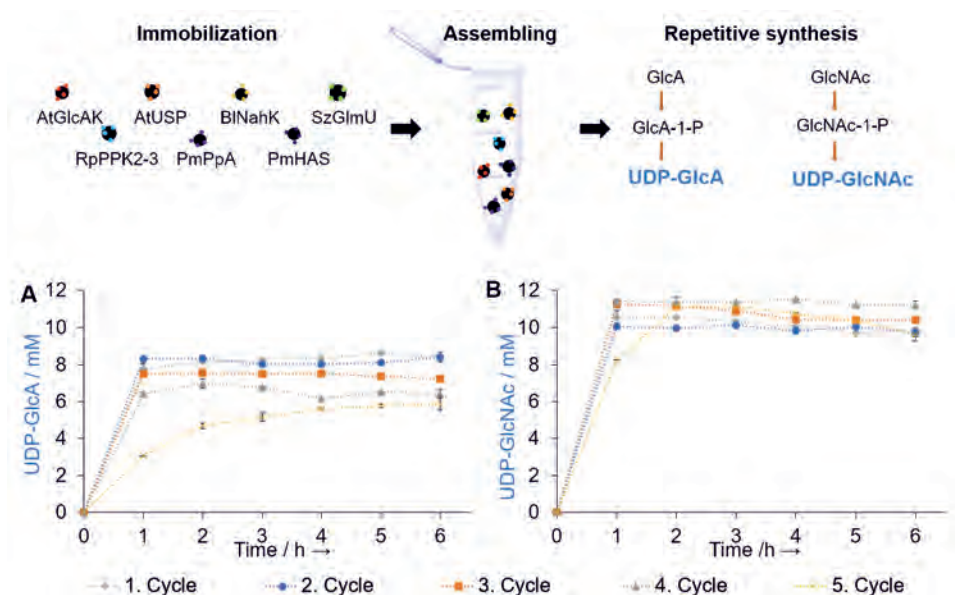 Immobilization
Assembling
Repetitive synthesis
AtGlcAK
AtUSP
BlNahK
SzGlmU
RpPPK2-3
PmPpA
PmHAS
GlcA
GlcNAc
GlcA-1-P
GlcNAc-1-P
UDP-GlcA
UDP-GlcNAc
A
UDP-GlcA / mM
12
10
8
6
4
2
0
0 1 2 3 4 5 6
Time / h →
B
UDP-GlcNAc / mM
12
10
8
6
4
2
0
0 1 2 3 4 5 6
Time / h →
1. Cycle
2. Cycle
3. Cycle
4. Cycle
5. Cycle